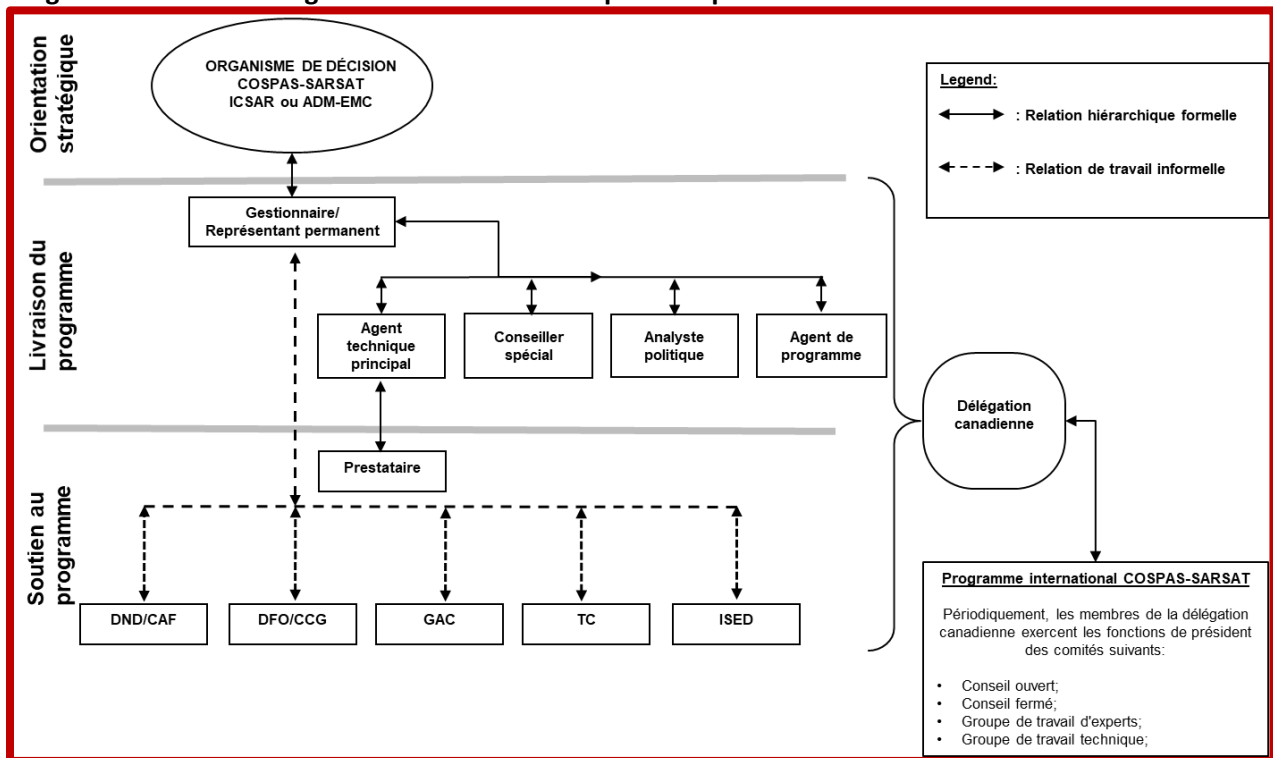 Orientation
stratégique
ORGANISME DE DÉCISION
COSPAS-SARSAT
ICSAR ou ADM-EMC
Legend:
: Relation hiérarchique formelle
: Relation de travail informelle
Livraison du
programme
Gestionnaire/
Représentant permanent
Agent
technique
principal
Conseiller
spécial
Analyste
politique
Agent de
programme
Délégation
canadienne
Soutien au
programme
Prestataire
DND/CAF
DFO/CCG
GAC
TC
ISED
Programme international COSPAS-SARSAT
Périodiquement, les membres de la délégation
canadienne exercent les fonctions de président
des comités suivants:
• Conseil ouvert;
• Conseil fermé;
• Groupe de travail d'experts;
• Groupe de travail technique;